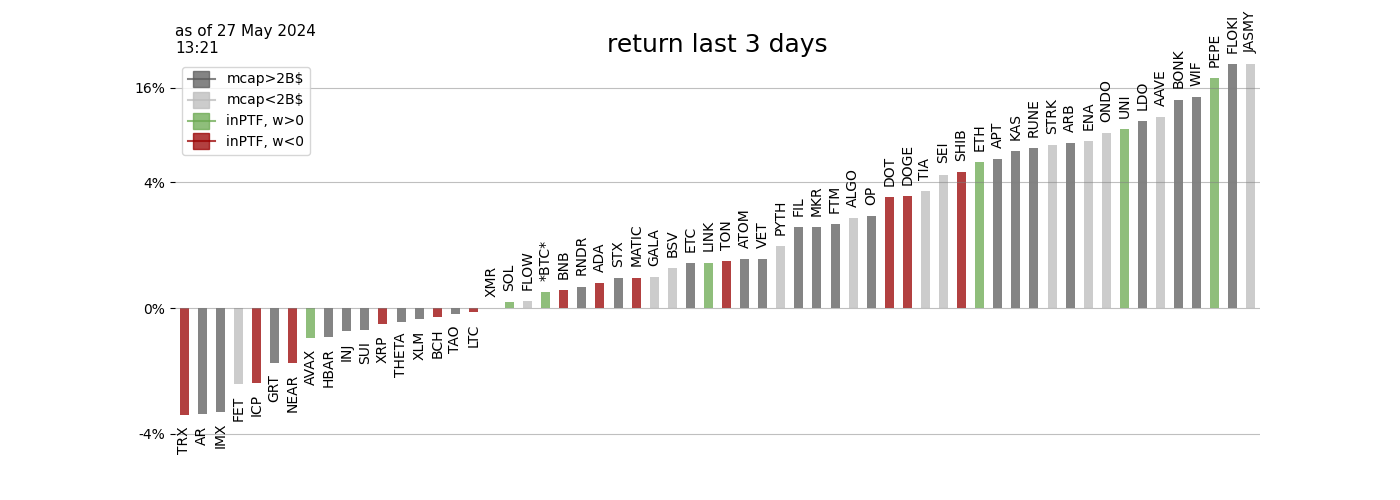 as of 27 May 2024
13:21
return last 3 days
mcap>2B$
mcap<2B$
inPTF, w>0
inPTF, w<0
16%
4%
0%
-4%
TRX
AR
IMX
FET
ICP
GRT
NEAR
AVAX
HBAR
INJ
SUI
XRP
THETA
XLM
BCH
TAO
LTC
XMR
SOL
FLOW
*BTC*
BNB
RNDR
ADA
STX
MATIC
GALA
BSV
ETC
LINK
TON
ATOM
VET
PYTH
FIL
MKR
FTM
ALGO
OP
DOT
DOGE
TIA
SEI
SHIB
ETH
APT
KAS
RUNE
STRK
ARB
ENA
ONDO
UNI
LDO
AAVE
BONK
WIF
PEPE
FLOKI
JASMY